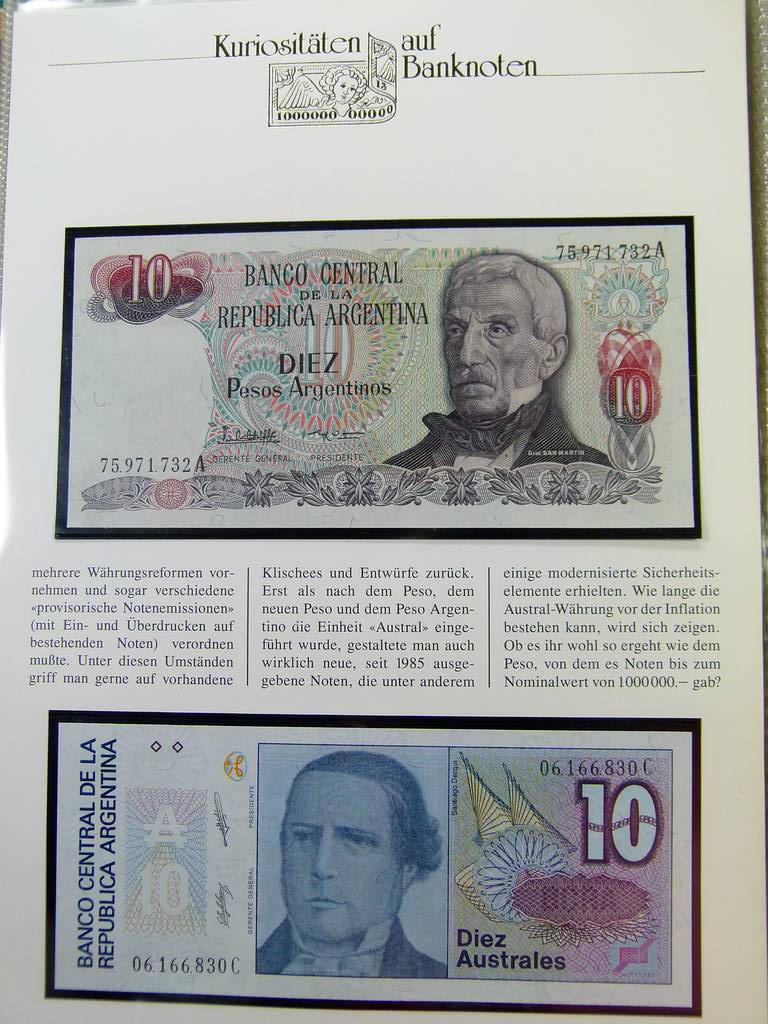 Kuriositäten auf
Banknoten
13
1000000 00000
10
75.971.732 A
BANCO CENTRAL
DE LA
REPUBLICA ARGENTINA
10
DIEZ
Pesos Argentinos
10
GERENTE GENERAL PRESIDENTE
Gral. SAN MARTIN
75.971.732 A
mehrere Währungsreformen vor-
nehmen und sogar verschiedene
«provisorische Notenemissionen»
(mit Ein- und Überdrucken auf
bestehenden Noten) verordnen
mußte. Unter diesen Umständen
griff man gerne auf vorhandene
Klischees und Entwürfe zurück.
Erst als nach dem Peso, dem
neuen Peso und dem Peso Argen-
tino die Einheit «Austral» einge-
führt wurde, gestaltete man auch
wirklich neue, seit 1985 ausge-
gebene Noten, die unter anderem
einige modernisierte Sicherheits-
elemente erhielten. Wie lange die
Austral-Währung vor der Inflation
bestehen kann, wird sich zeigen.
Ob es ihr wohl so ergeht wie dem
Peso, von dem es Noten bis zum
Nominalwert von 1000000.– gab?
BANCO CENTRAL DE LA
REPUBLICA ARGENTINA
A
10
GERENTE GENERAL PRESIDENTE
06.166.830 C
Santiago Derqui
06.166.830 C
10
Diez
Australes